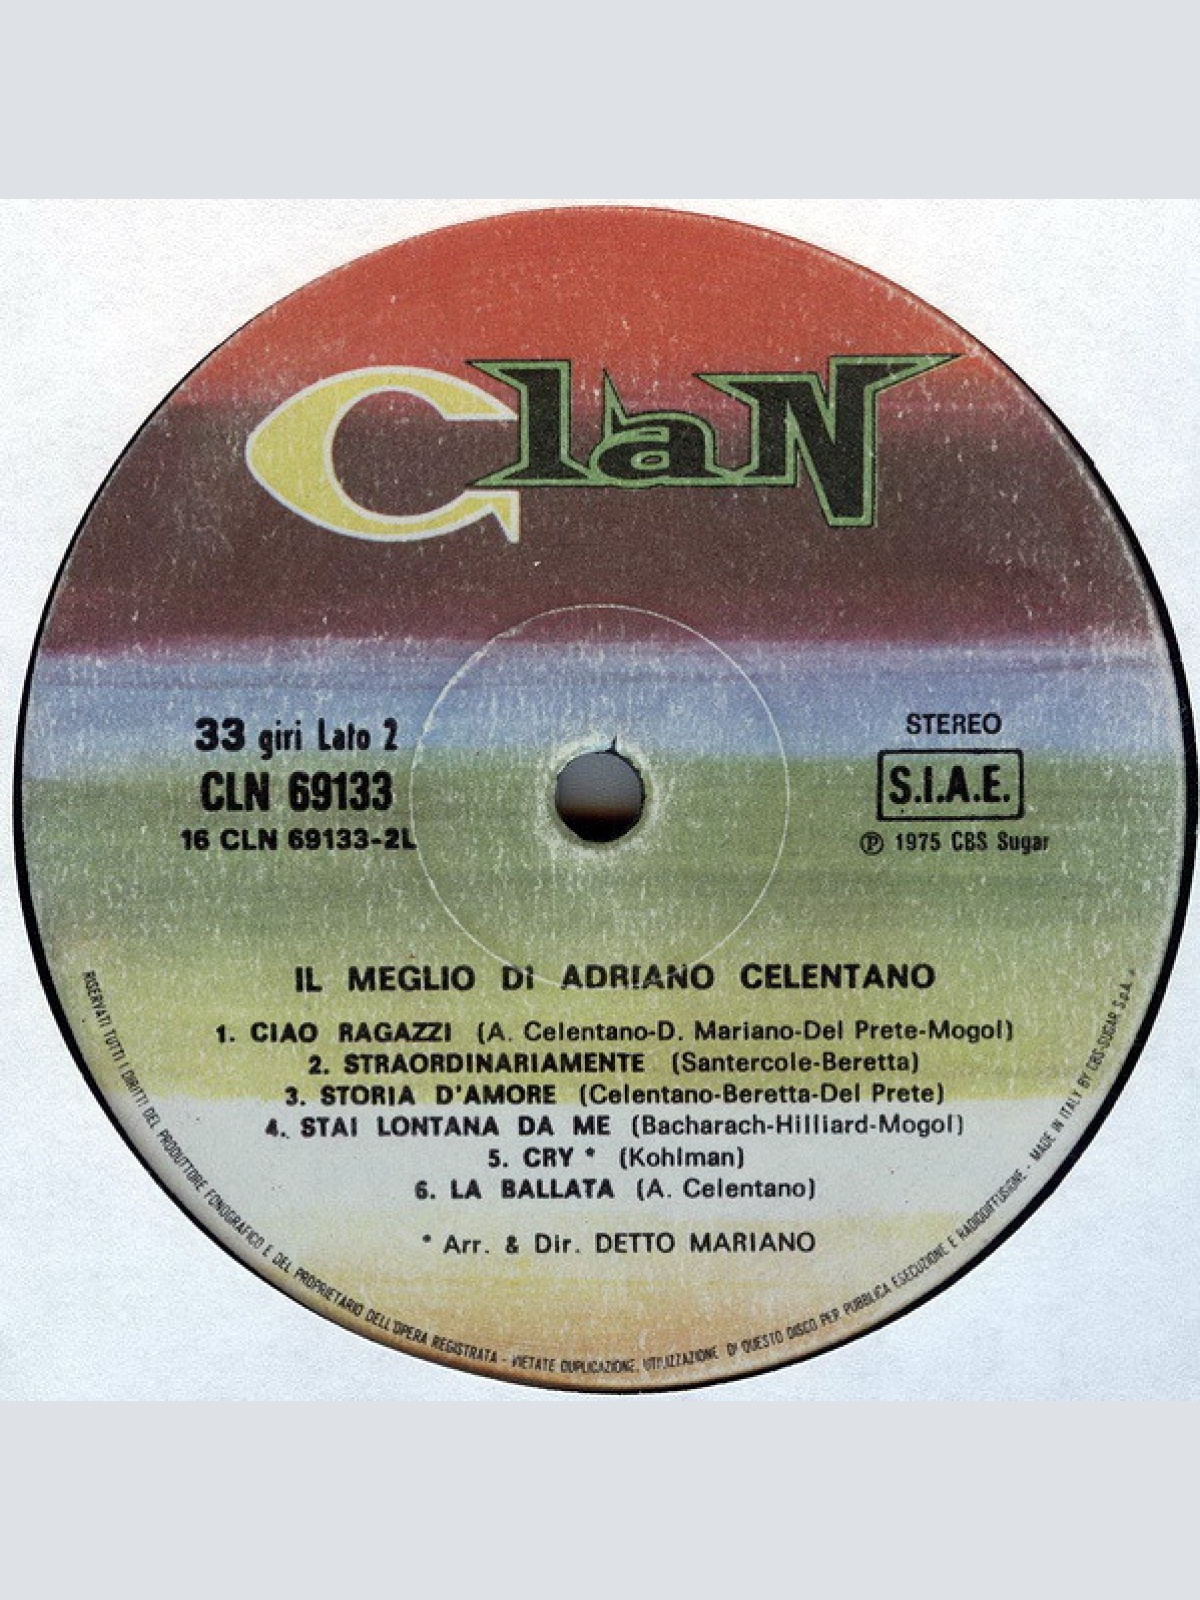 Clan
33 giri Lato 2
CLN 69133
16 CLN 69133-2L
STEREO
S.I.A.E.
℗ 1975 CBS Sugar
IL MEGLIO DI ADRIANO CELENTANO
1. CIAO RAGAZZI (A. Celentano-D. Mariano-Del Prete-Mogol)
2. STRAORDINARIAMENTE (Santercole-Beretta)
3. STORIA D'AMORE (Celentano-Beretta-Del Prete)
4. STAI LONTANA DA ME (Bacharach-Hilliard-Mogol)
5. CRY * (Kohlman)
6. LA BALLATA (A. Celentano)
* Arr. & Dir. DETTO MARIANO
RISERVATI TUTTI I DIRITTI DEL PRODUTTORE FONOGRAFICO E DEL PROPRIETARIO DELL'OPERA REGISTRATA - VIETATE DUPLICAZIONE, UTILIZZAZIONE DI QUESTO DISCO PER PUBBLICA ESECUZIONE E RADIODIFFUSIONE - MADE IN ITALY BY CBS-SUGAR S.p.A. -